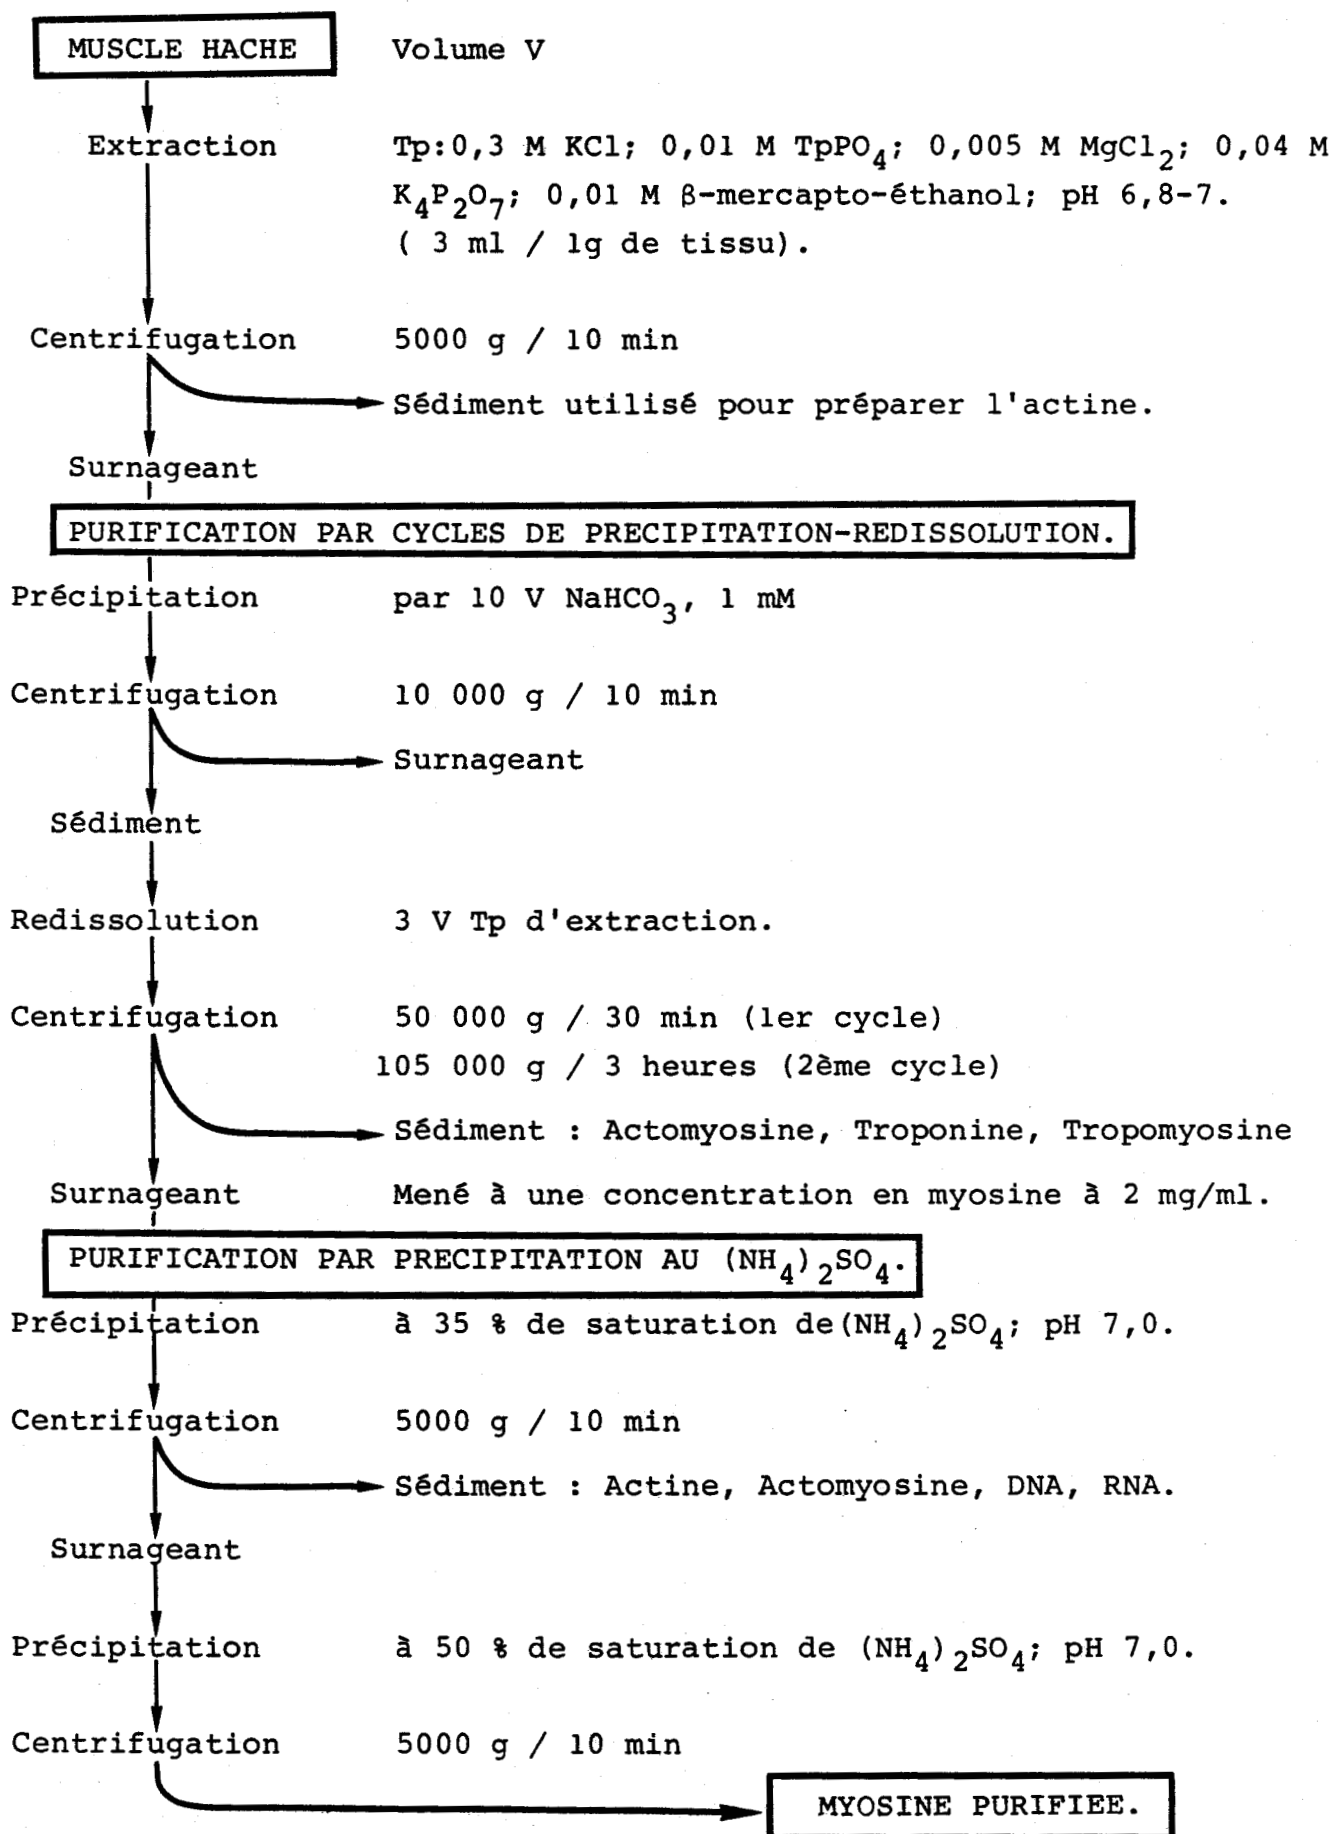 MUSCLE HACHE Volume V
Extraction Tp:0,3 M KCl; 0,01 M TpPO4; 0,005 M MgCl2; 0,04 M
K4P2O7; 0,01 M β-mercapto-éthanol; pH 6,8-7.
( 3 ml / 1g de tissu).
Centrifugation 5000 g / 10 min
Sédiment utilisé pour préparer l'actine.
Surnageant
PURIFICATION PAR CYCLES DE PRECIPITATION-REDISSOLUTION.
Précipitation par 10 V NaHCO3, 1 mM
Centrifugation 10 000 g / 10 min
Surnageant
Sédiment
Redissolution 3 V Tp d'extraction.
Centrifugation 50 000 g / 30 min (1er cycle)
105 000 g / 3 heures (2ème cycle)
Sédiment : Actomyosine, Troponine, Tropomyosine
Surnageant Mené à une concentration en myosine à 2 mg/ml.
PURIFICATION PAR PRECIPITATION AU (NH4)2SO4.
Précipitation à 35 % de saturation de(NH4)2SO4; pH 7,0.
Centrifugation 5000 g / 10 min
Sédiment : Actine, Actomyosine, DNA, RNA.
Surnageant
Précipitation à 50 % de saturation de (NH4)2SO4; pH 7,0.
Centrifugation 5000 g / 10 min
MYOSINE PURIFIEE.